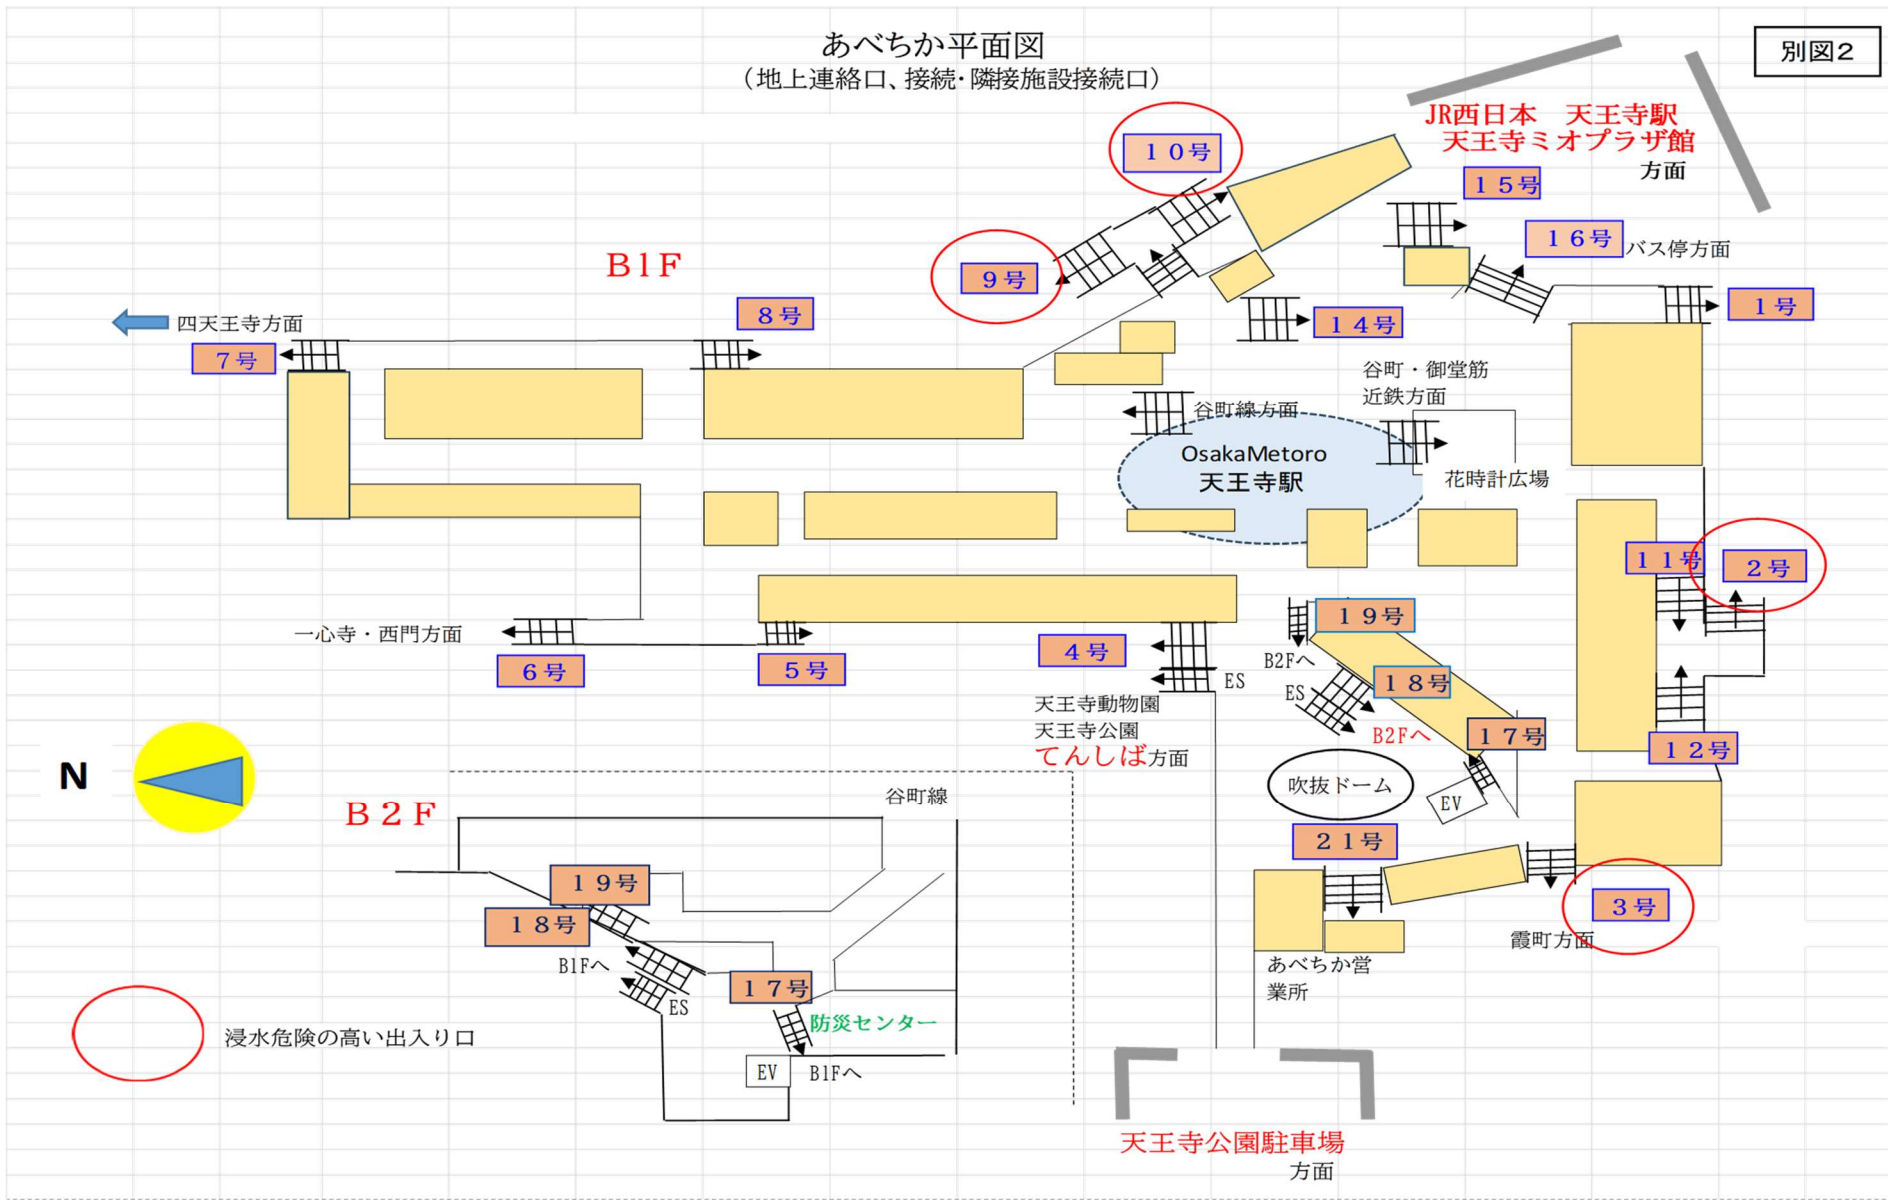 あべちか平面図
(地上連絡口、接続・隣接施設接続口)
別図2
JR西日本 天王寺駅
天王寺ミオプラザ館
方面
10号
15号
16号
バス停方面
B1F
9号
8号
14号
1号
四天王寺方面
7号
谷町・御堂筋
近鉄方面
谷町線方面
OsakaMetoro
天王寺駅
花時計広場
11号
2号
19号
一心寺・西門方面
6号
5号
4号
ES
B2Fへ
ES
18号
B2Fへ
17号
12号
天王寺動物園
天王寺公園
てんしば方面
N
吹抜ドーム
EV
21号
3号
霞町方面
あべちか営
業所
B2F
谷町線
19号
18号
B1Fへ
ES
17号
防災センター
EV
B1Fへ
浸水危険の高い出入り口
天王寺公園駐車場
方面